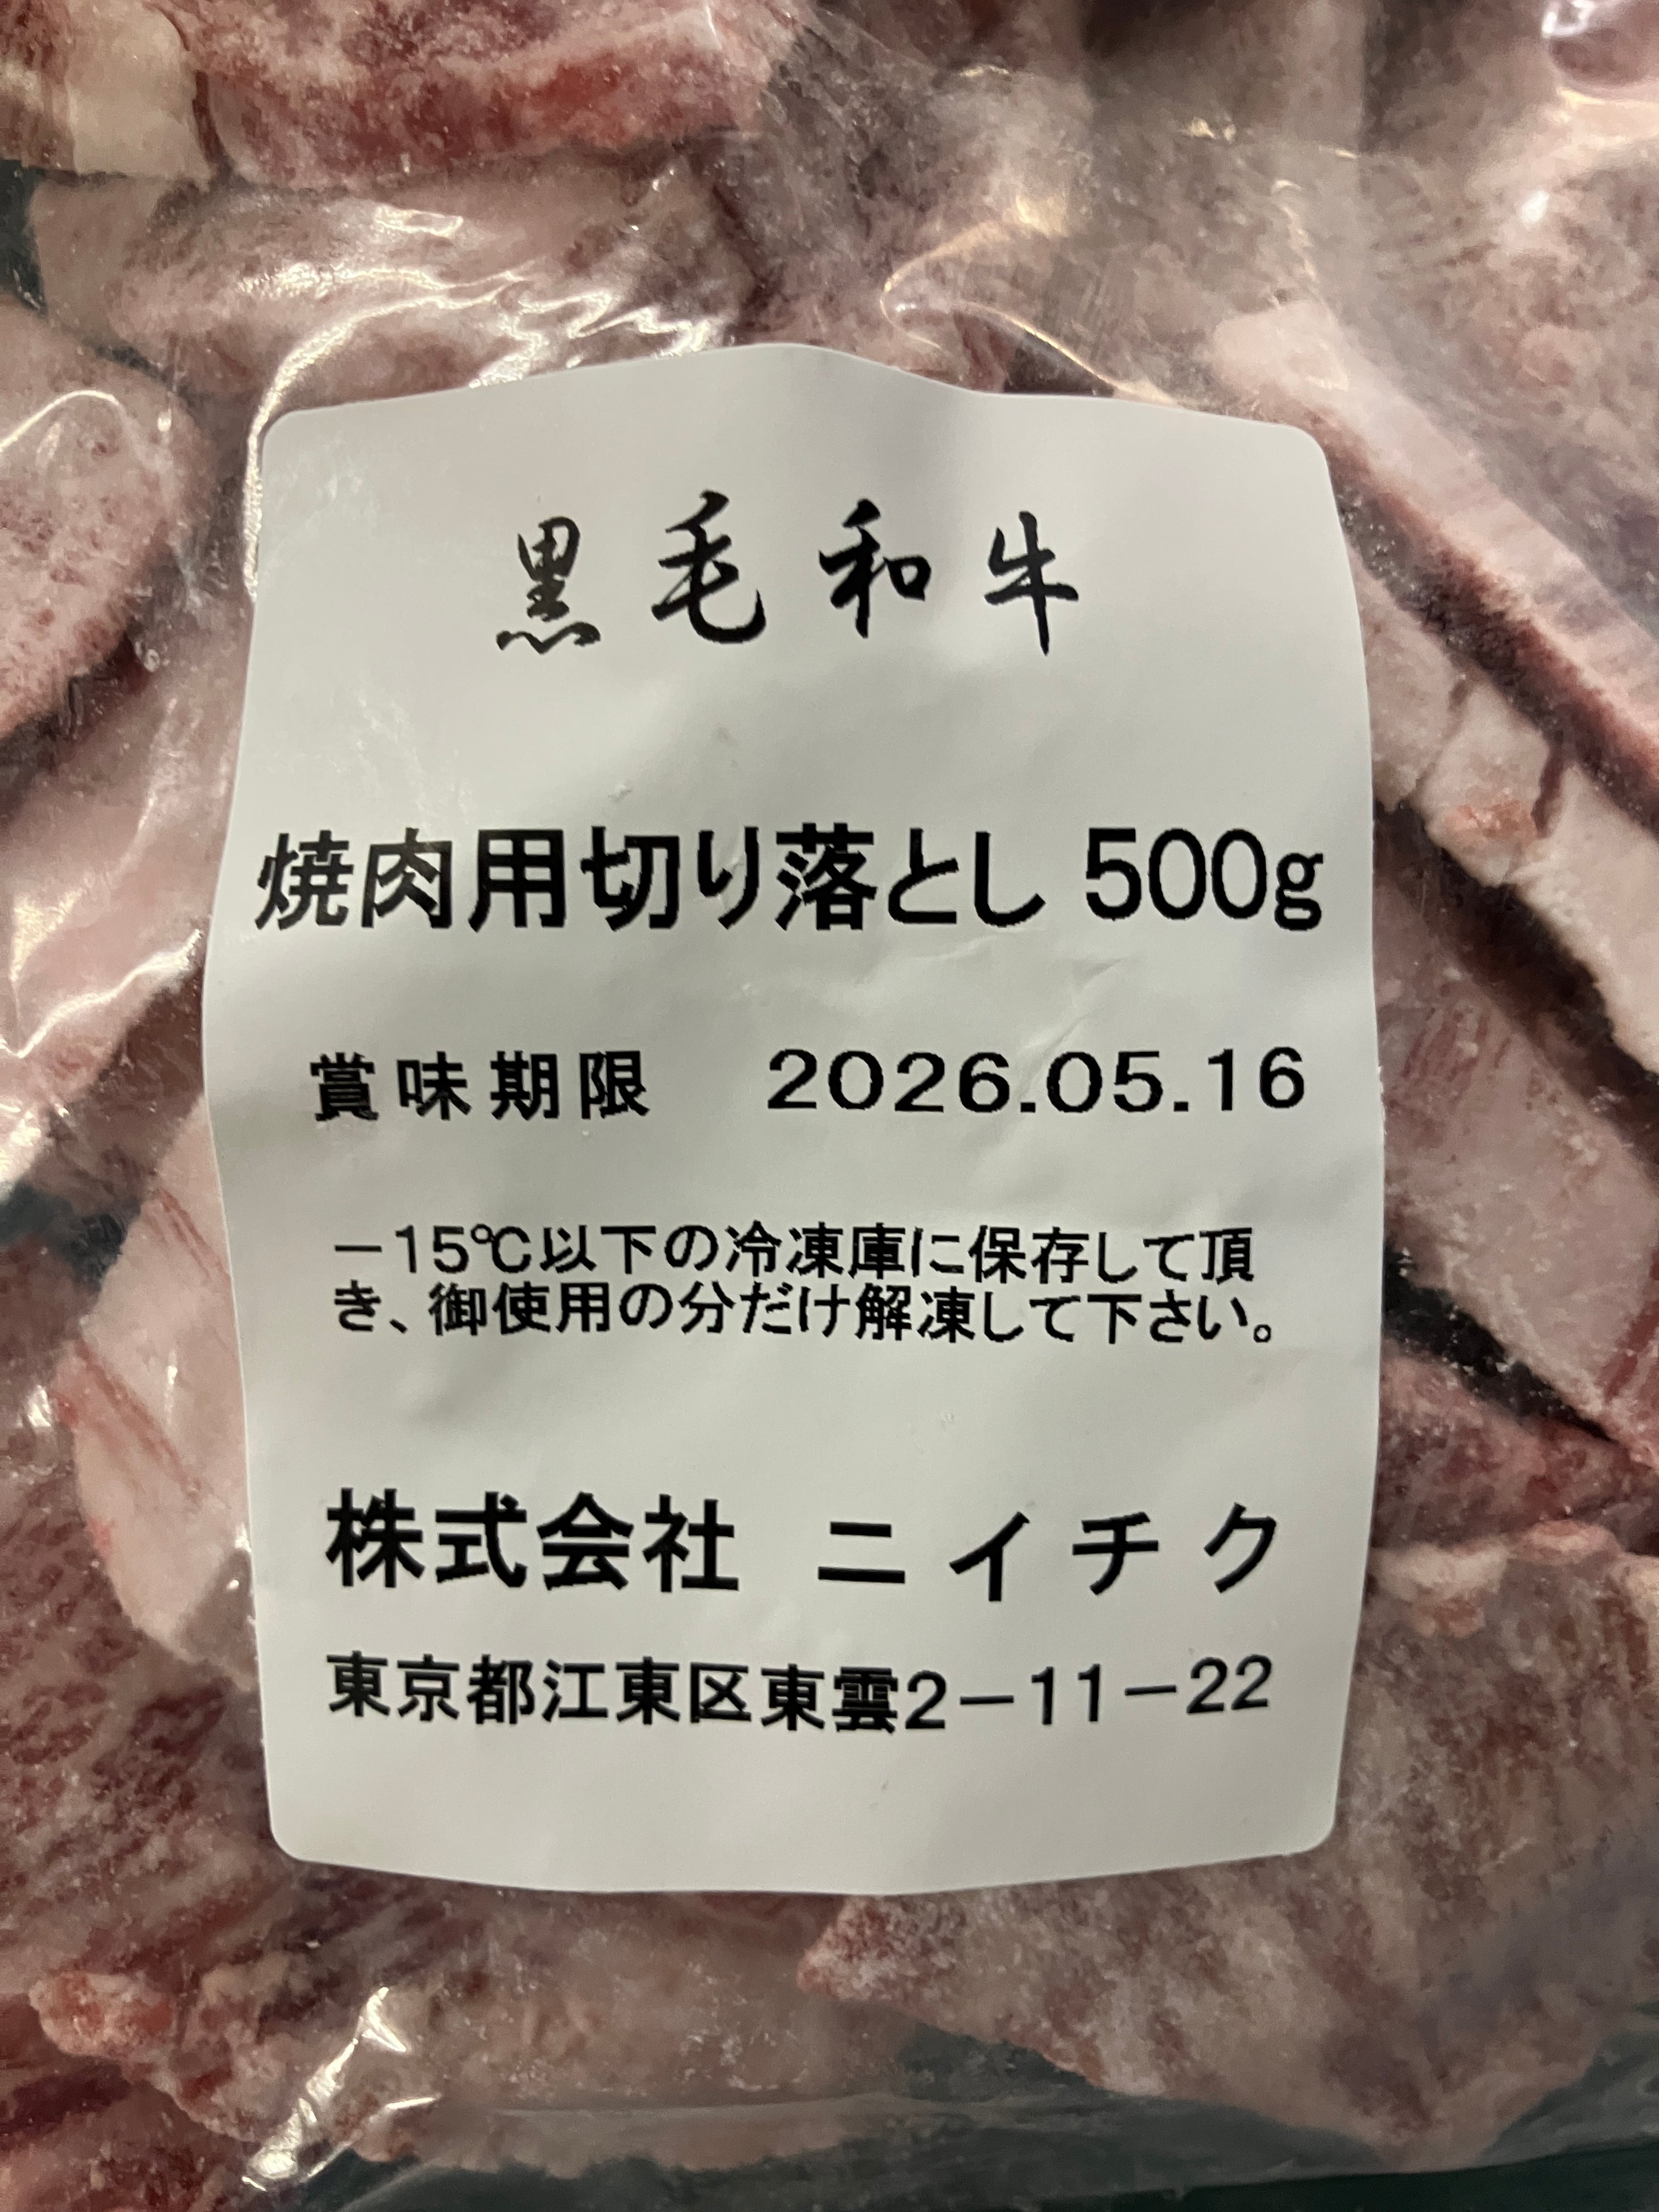 黒毛和牛
焼肉用切り落とし 500g
賞味期限 2026.05.16
－15℃以下の冷凍庫に保存して頂
き、御使用の分だけ解凍して下さい。
株式会社 ニイチク
東京都江東区東雲2－11－22